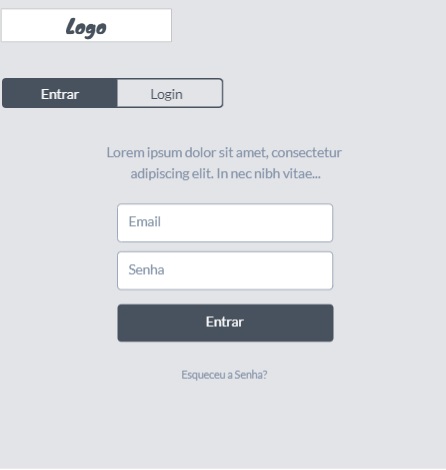 Logo
Entrar Login
Lorem ipsum dolor sit amet, consectetur
adipiscing elit. In nec nibh vitae...
Email
Senha
Entrar
Esqueceu a Senha?